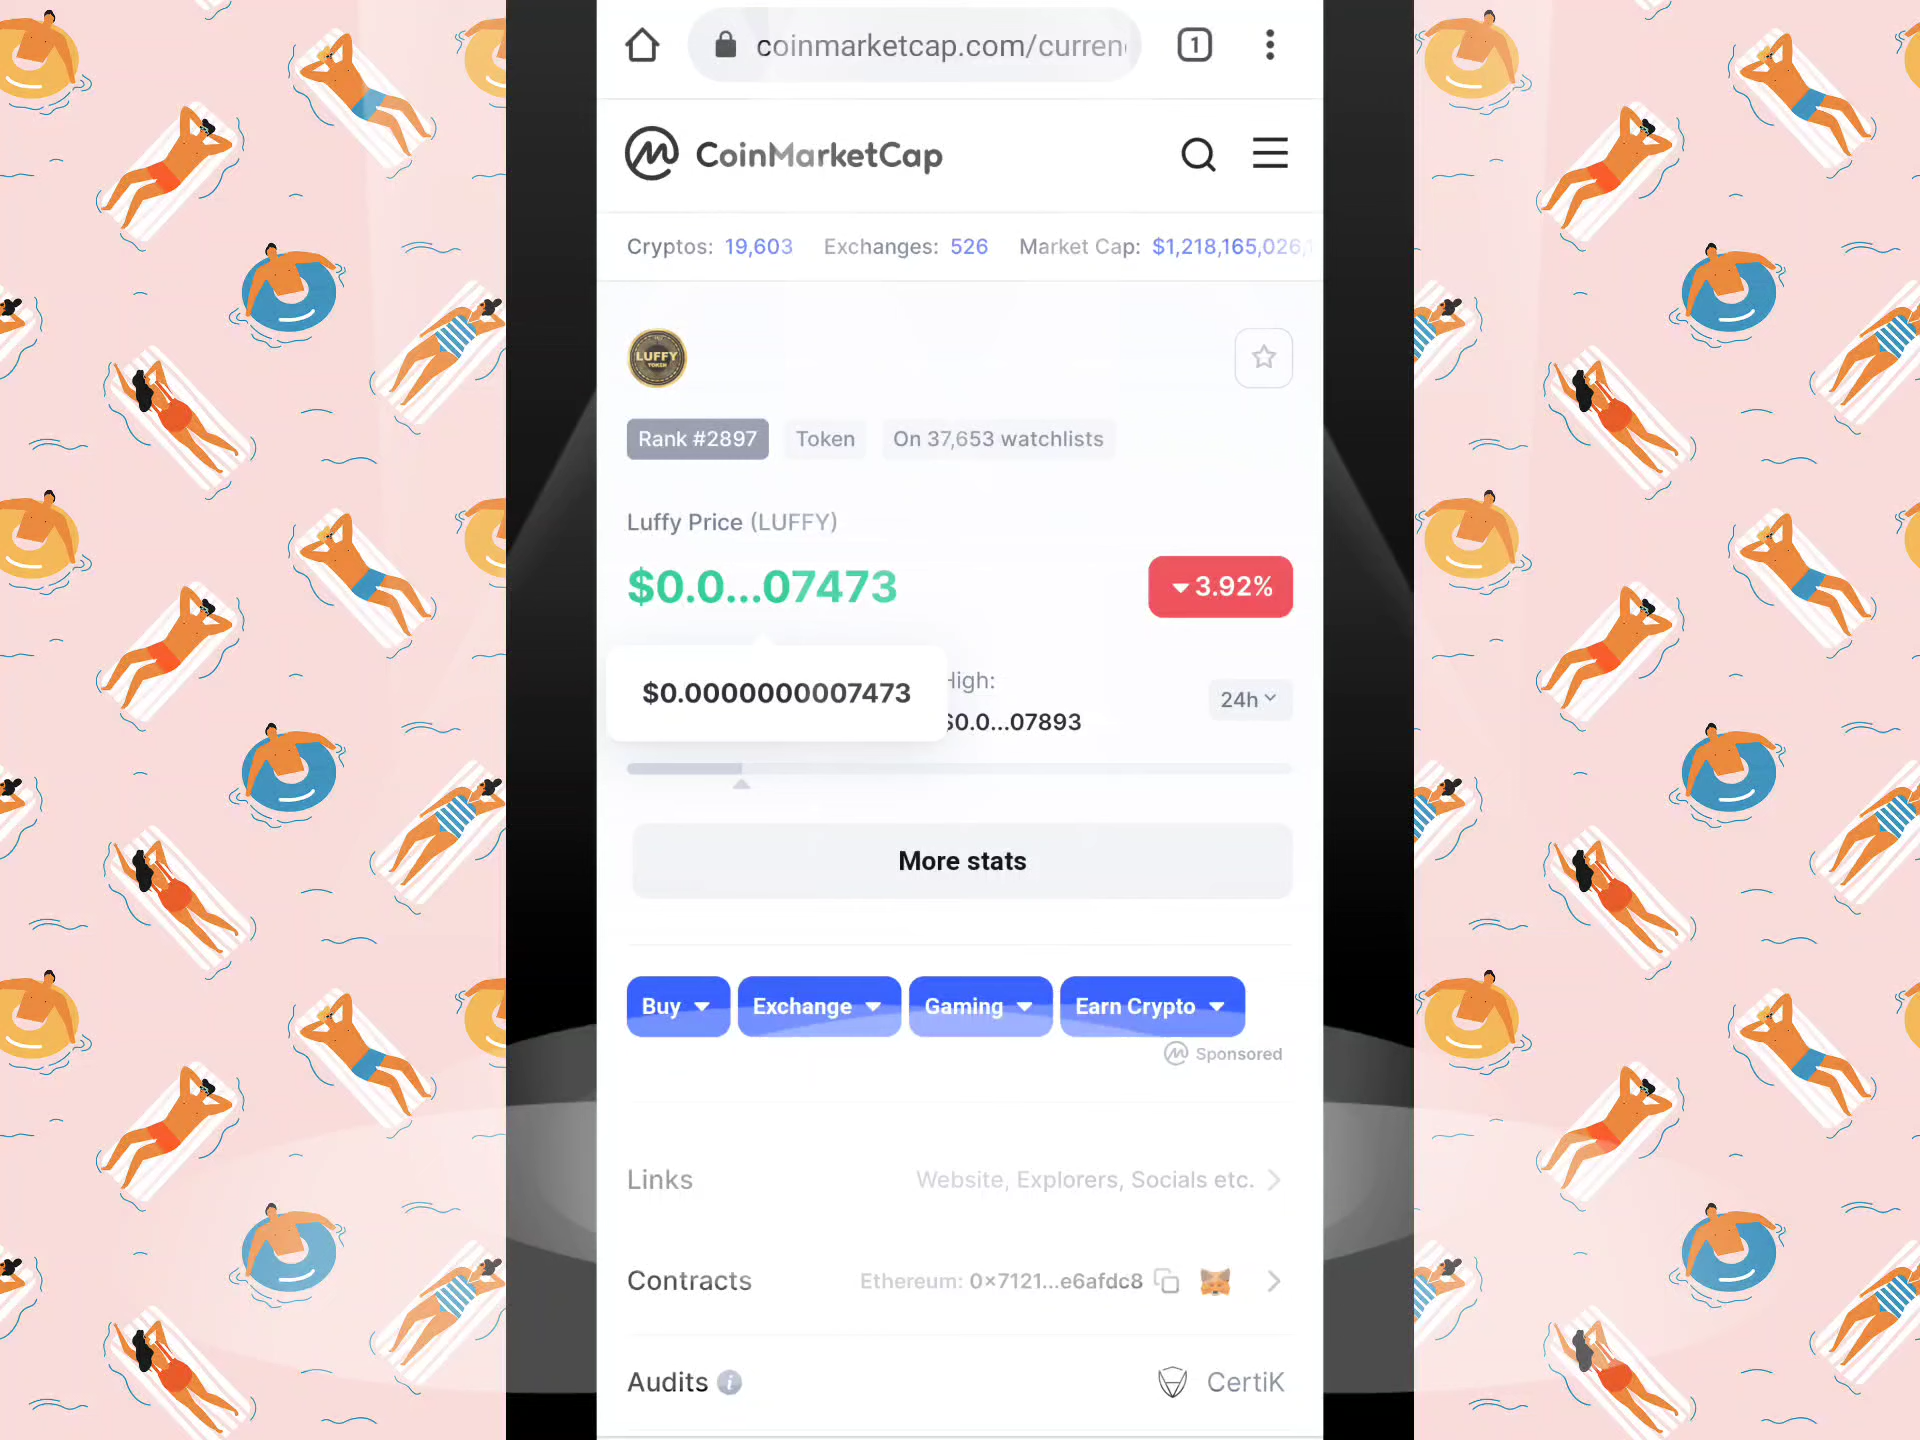 coinmarketcap.com/curren
1
CoinMarketCap
Cryptos: 19,603 Exchanges: 526 Market Cap: $1,218,165,026,1
LUFFY
TOKEN
Rank #2897 Token On 37,653 watchlists
Luffy Price (LUFFY)
$0.0...07473 3.92%
$0.0000000007473
High:
$0.0...07893
24h
More stats
Buy Exchange Gaming Earn Crypto
Sponsored
Links Website, Explorers, Socials etc.
Contracts Ethereum: 0x7121...e6afdc8
Audits CertiK